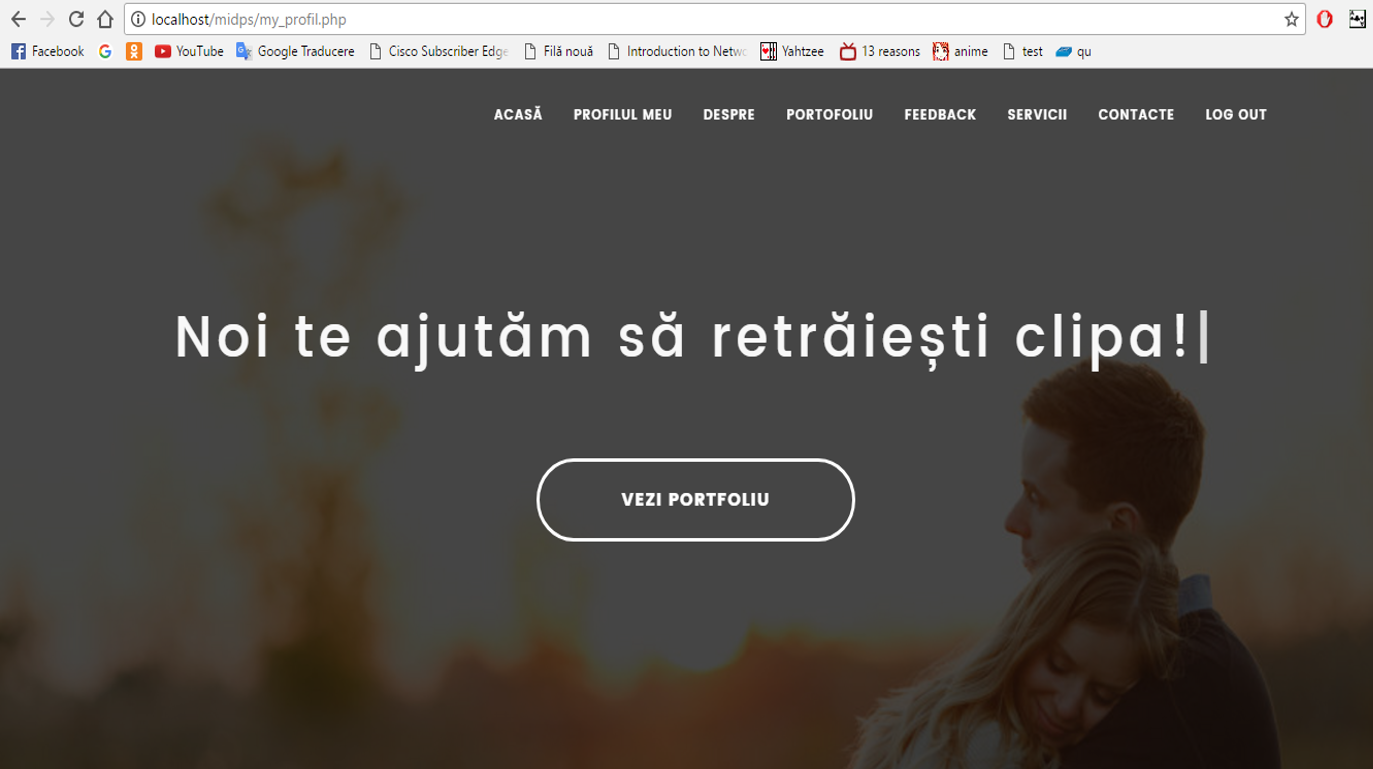 localhost/midps/my_profil.php
Facebook YouTube Google Traducere Cisco Subscriber Edge Filă nouă Introduction to Netwo Yahtzee 13 reasons anime test qu
ACASĂ PROFILUL MEU DESPRE PORTOFOLIU FEEDBACK SERVICII CONTACTE LOG OUT
Noi te ajutăm să retrăiești clipa!|
VEZI PORTFOLIU